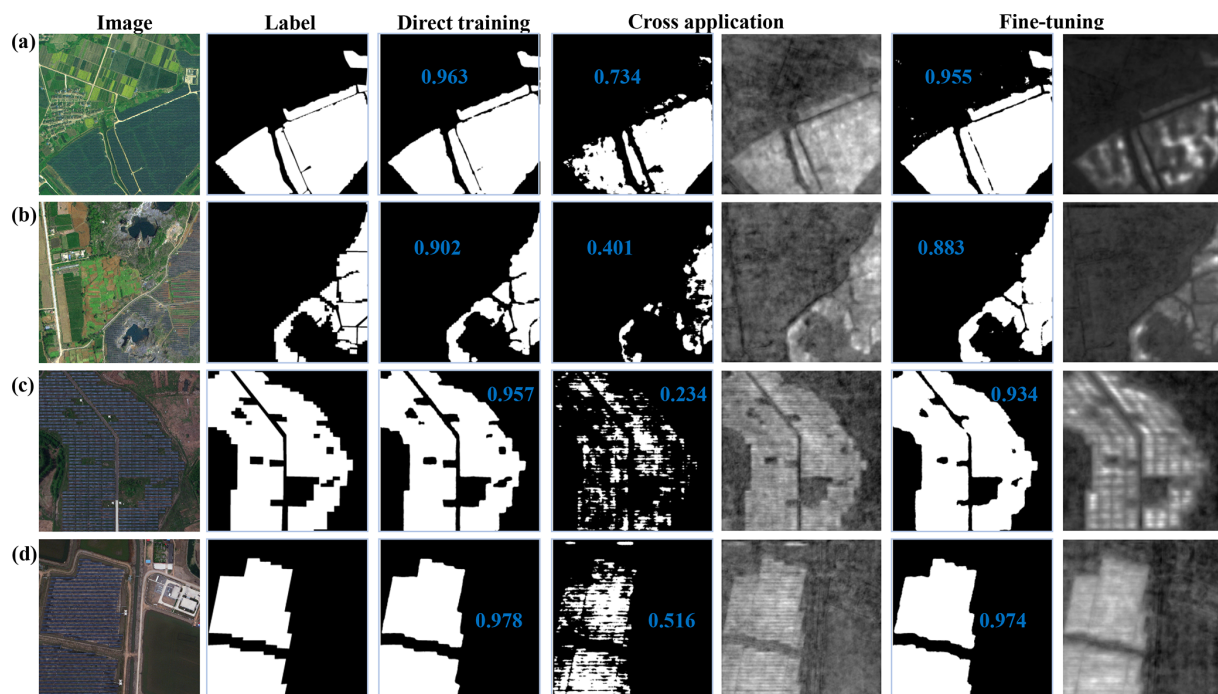 Image Label Direct training Cross application Fine-tuning
(a) 0.963 0.734 0.955
(b) 0.902 0.401 0.883
(c) 0.957 0.234 0.934
(d) 0.978 0.516 0.974